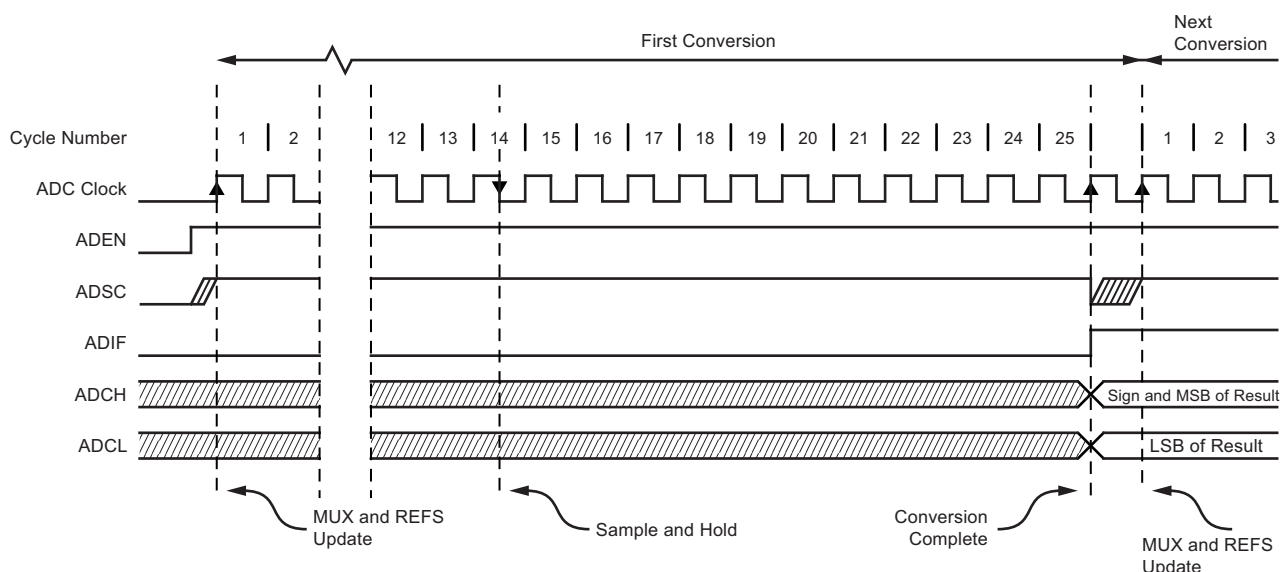 First Conversion
Next
Conversion
Cycle Number 1 2 12 13 14 15 16 17 18 19 20 21 22 23 24 25 1 2 3
ADC Clock
ADEN
ADSC
ADIF
ADCH Sign and MSB of Result
ADCL LSB of Result
MUX and REFS
Update
Sample and Hold
Conversion
Complete
MUX and REFS
Update